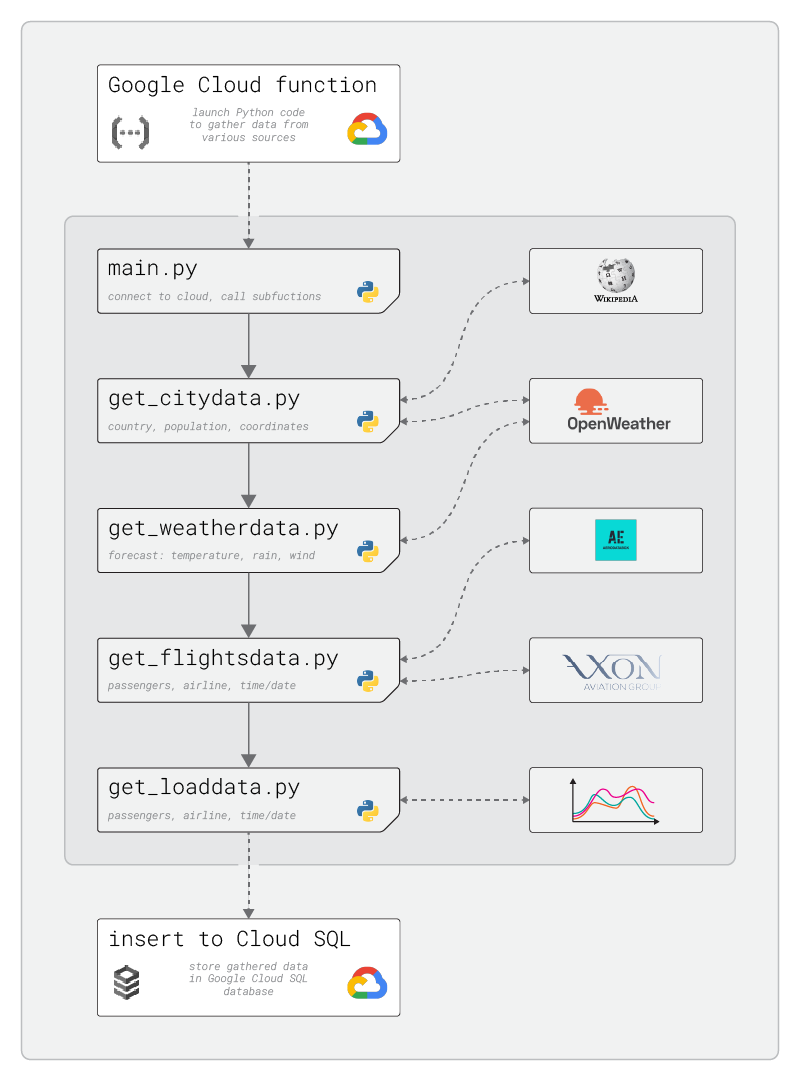 Google Cloud function
launch Python code
to gather data from
various sources
main.py
connect to cloud, call subfuctions
WIKIPEDIA
get_citydata.py
country, population, coordinates
OpenWeather
get_weatherdata.py
forecast: temperature, rain, wind
AE
AERODATABOX
get_flightsdata.py
passengers, airline, time/date
AXON
AVIATION GROUP
get_loaddata.py
passengers, airline, time/date
insert to Cloud SQL
store gathered data
in Google Cloud SQL
database